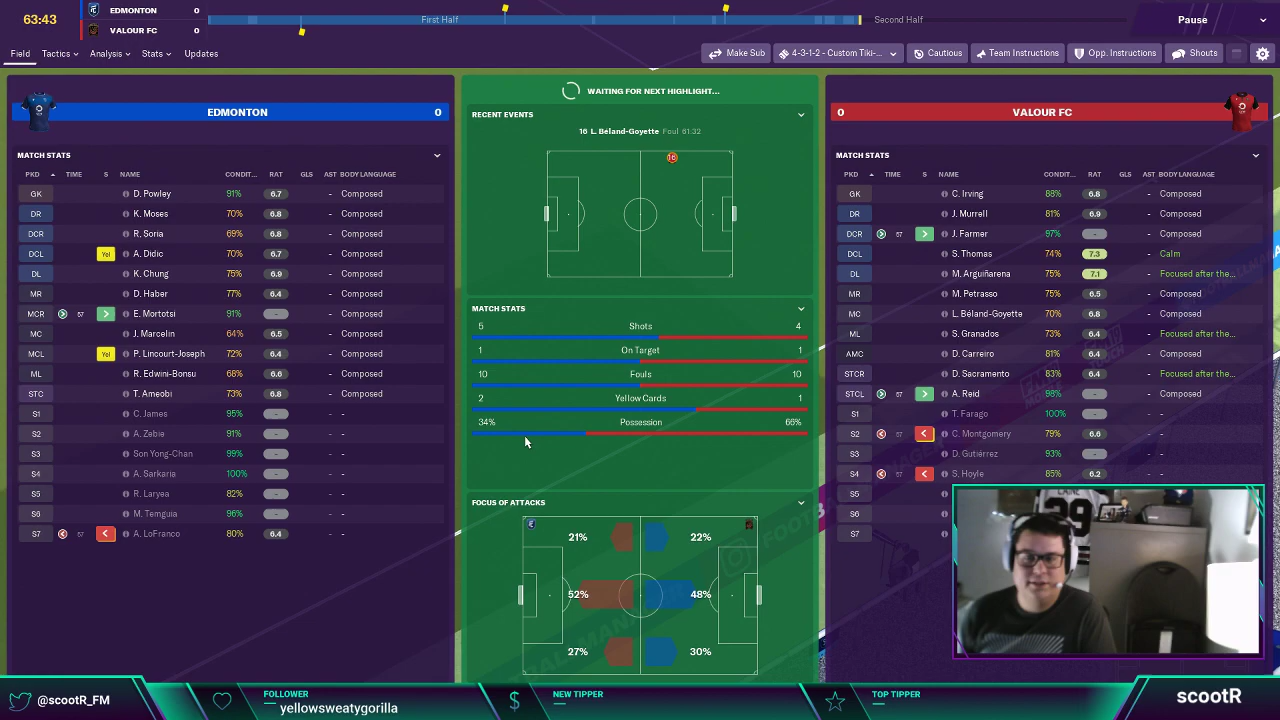 63:43
EDMONTON 0
VALOUR FC 0
First Half
Second Half
Pause
Field Tactics Analysis Stats Updates
Make Sub
4-3-1-2 - Custom Tiki-...
Cautious
Team Instructions
Opp. Instructions
Shouts
EDMONTON 0
MATCH STATS
PKD TIME S NAME CONDIT... RAT GLS AST BODY LANGUAGE
GK D. Powley 91% 6.7 - Composed
DR K. Moses 70% 6.8 - Composed
DCR R. Soria 69% 6.8 - Composed
DCL Yel A. Didic 70% 6.7 - Composed
DL K. Chung 75% 6.9 - Composed
MR D. Haber 77% 6.4 - Composed
MCR 57 E. Mortotsi 91% - - Composed
MC J. Marcelin 64% 6.5 - Composed
MCL Yel P. Lincourt-Joseph 72% 6.4 - Composed
ML R. Edwini-Bonsu 68% 6.6 - Composed
STC T. Ameobi 73% 6.8 - Composed
S1 C. James 95% - - -
S2 A. Zebie 91% - - -
S3 Son Yong-Chan 99% - - -
S4 A. Sarkaria 100% - - -
S5 R. Laryea 82% - - -
S6 M. Temguia 96% - - -
S7 57 A. LoFranco 80% 6.4 - -
WAITING FOR NEXT HIGHLIGHT...
RECENT EVENTS
16 L. Béland-Goyette Foul 61:32
16
MATCH STATS
5 Shots 4
1 On Target 1
10 Fouls 10
2 Yellow Cards 1
34% Possession 66%
FOCUS OF ATTACKS
21% 22%
52% 48%
27% 30%
0 VALOUR FC
MATCH STATS
PKD TIME S NAME CONDIT... RAT GLS AST BODY LANGUAGE
GK C. Irving 88% 6.8 - Composed
DR J. Murrell 81% 6.9 - Composed
DCR 57 J. Farmer 97% - - Composed
DCL S. Thomas 74% 7.3 - Calm
DL M. Arguiñarena 75% 7.1 - Focused after the...
MR M. Petrasso 75% 6.5 - Composed
MC L. Béland-Goyette 70% 6.8 - Composed
ML S. Granados 73% 6.4 - Focused after the...
AMC D. Carreiro 81% 6.4 - Composed
STCR D. Sacramento 83% 6.4 - Focused after the...
STCL 57 A. Reid 98% - - Composed
S1 T. Farago 100% - - -
S2 57 C. Montgomery 79% 6.6 - -
S3 D. Gutiérrez 93% - - -
S4 57 S. Hoyle 85% 6.2 - -
S5
S6
S7
@scootR_FM
FOLLOWER
yellowsweatygorilla
NEW TIPPER
TOP TIPPER
scootR